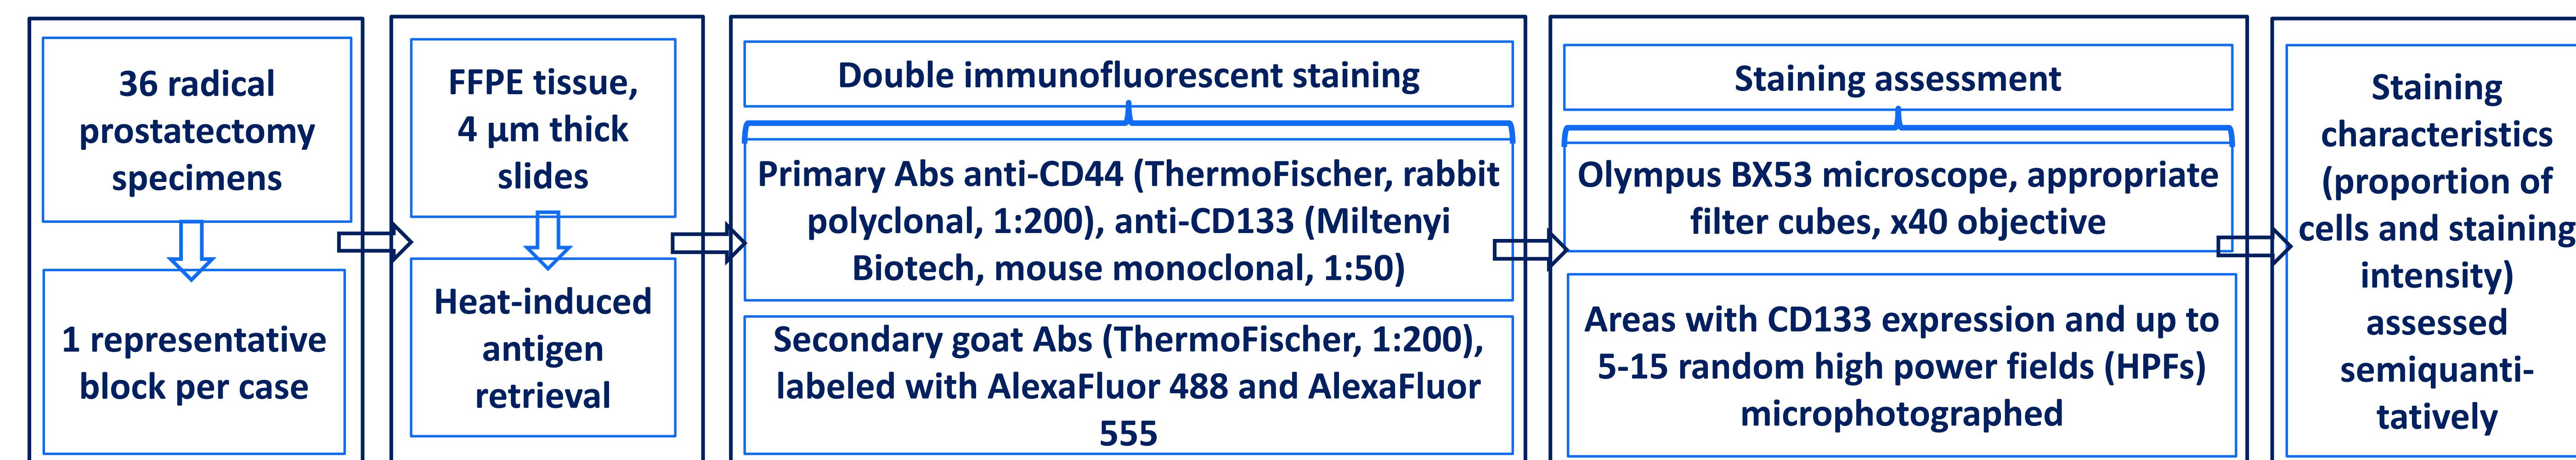 36 radical
prostatectomy
specimens
1 representative
block per case
FFPE tissue,
4 µm thick
slides
Heat-induced
antigen
retrieval
Double immunofluorescent staining
Primary Abs anti-CD44 (ThermoFischer, rabbit
polyclonal, 1:200), anti-CD133 (Miltenyi
Biotech, mouse monoclonal, 1:50)
Secondary goat Abs (ThermoFischer, 1:200),
labeled with AlexaFluor 488 and AlexaFluor
555
Staining assessment
Olympus BX53 microscope, appropriate
filter cubes, x40 objective
Areas with CD133 expression and up to
5-15 random high power fields (HPFs)
microphotographed
Staining
characteristics
(proportion of
cells and staining
intensity)
assessed
semiquanti-
tatively